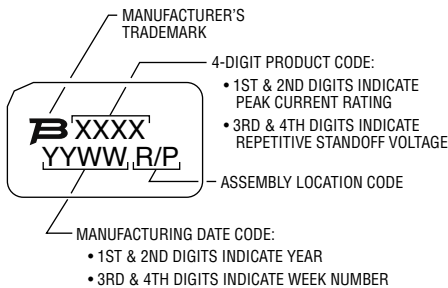 MANUFACTURER'S
TRADEMARK
4-DIGIT PRODUCT CODE:
• 1ST & 2ND DIGITS INDICATE
PEAK CURRENT RATING
• 3RD & 4TH DIGITS INDICATE
REPETITIVE STANDOFF VOLTAGE
B XXXX
YYWW R/P
ASSEMBLY LOCATION CODE
MANUFACTURING DATE CODE:
• 1ST & 2ND DIGITS INDICATE YEAR
• 3RD & 4TH DIGITS INDICATE WEEK NUMBER